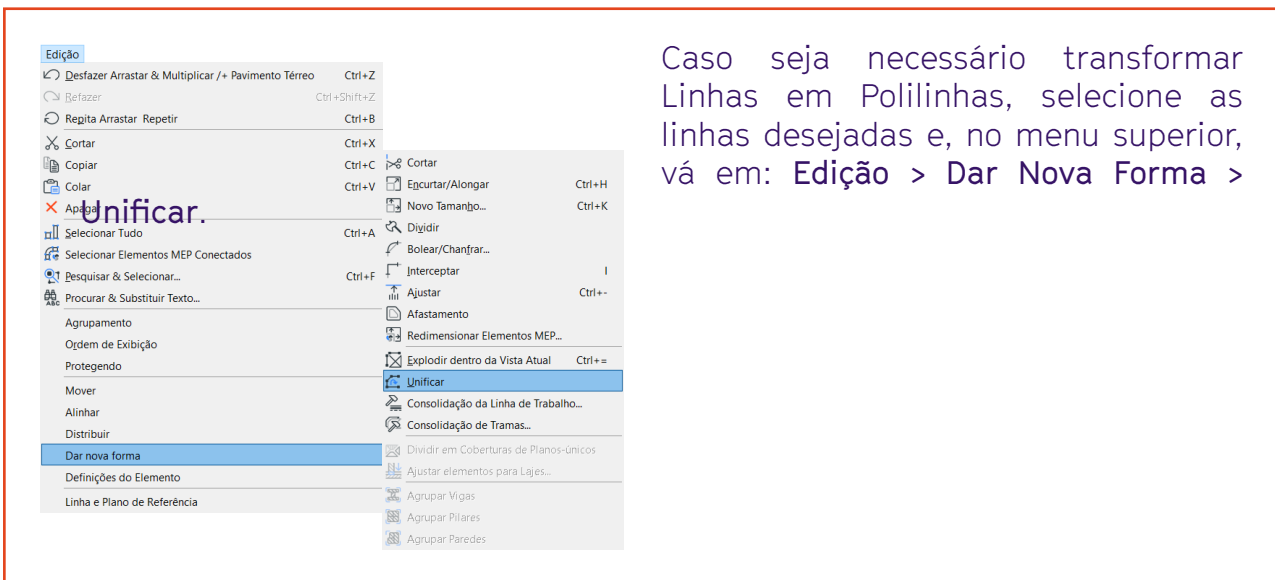 Edição
Desfazer Arrastar & Multiplicar /+ Pavimento Térreo Ctrl+Z
Refazer Ctrl+Shift+Z
Repita Arrastar Repetir Ctrl+B
Cortar Ctrl+X
Copiar Ctrl+C
Colar Ctrl+V
Apagar
Selecionar Tudo Ctrl+A
Selecionar Elementos MEP Conectados
Pesquisar & Selecionar... Ctrl+F
Procurar & Substituir Texto...
Agrupamento
Ordem de Exibição
Protegendo
Mover
Alinhar
Distribuir
Dar nova forma
Definições do Elemento
Linha e Plano de Referência
Cortar
Encurtar/Alongar Ctrl+H
Novo Tamanho... Ctrl+K
Dividir
Bolear/Chanfrar...
Interceptar I
Ajustar Ctrl+-
Afastamento
Redimensionar Elementos MEP...
Explodir dentro da Vista Atual Ctrl+=
Unificar
Consolidação da Linha de Trabalho...
Consolidação de Tramas...
Dividir em Coberturas de Planos-únicos
Ajustar elementos para Lajes...
Agrupar Vigas
Agrupar Pilares
Agrupar Paredes
Caso seja necessário transformar
Linhas em Polilinhas, selecione as
linhas desejadas e, no menu superior,
vá em: Edição > Dar Nova Forma >
Unificar.